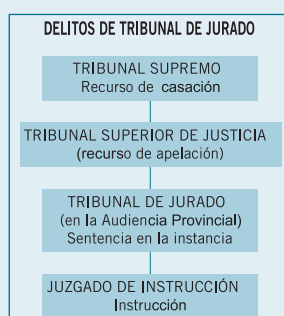 DELITOS DE TRIBUNAL DE JURADO
TRIBUNAL SUPREMO
Recurso de casación
TRIBUNAL SUPERIOR DE JUSTICIA
(recurso de apelación)
TRIBUNAL DE JURADO
(en la Audiencia Provincial)
Sentencia en la instancia
JUZGADO DE INSTRUCCIÓN
Instrucción